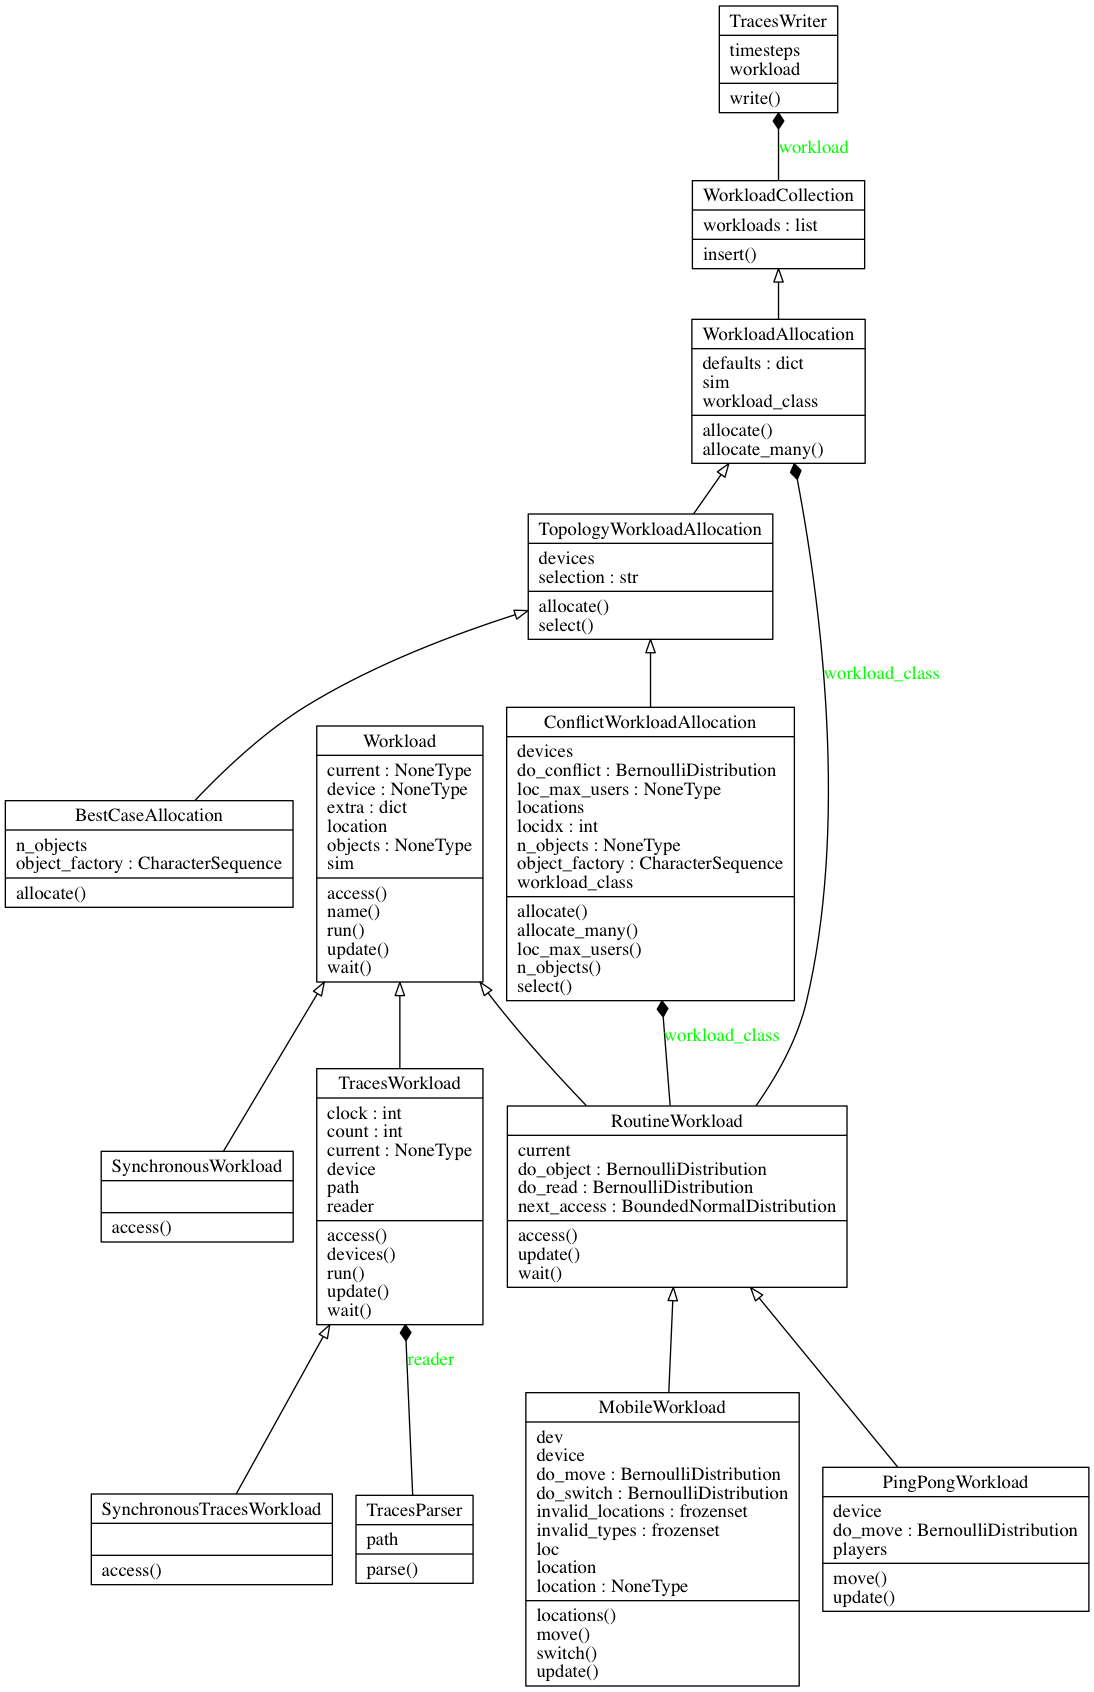 TracesWriter
timesteps
workload
write()
workload
WorkloadCollection
workloads : list
insert()
WorkloadAllocation
defaults : dict
sim
workload_class
allocate()
allocate_many()
TopologyWorkloadAllocation
devices
selection : str
allocate()
select()
workload_class
ConflictWorkloadAllocation
devices
do_conflict : BernoulliDistribution
loc_max_users : NoneType
locations
locidx : int
n_objects : NoneType
object_factory : CharacterSequence
workload_class
allocate()
allocate_many()
loc_max_users()
n_objects()
select()
Workload
current : NoneType
device : NoneType
extra : dict
location
objects : NoneType
sim
access()
name()
run()
update()
wait()
BestCaseAllocation
n_objects
object_factory : CharacterSequence
allocate()
workload_class
TracesWorkload
clock : int
count : int
current : NoneType
device
path
reader
access()
devices()
run()
update()
wait()
RoutineWorkload
current
do_object : BernoulliDistribution
do_read : BernoulliDistribution
next_access : BoundedNormalDistribution
access()
update()
wait()
SynchronousWorkload
access()
reader
MobileWorkload
dev
device
do_move : BernoulliDistribution
do_switch : BernoulliDistribution
invalid_locations : frozenset
invalid_types : frozenset
loc
location
location : NoneType
locations()
move()
switch()
update()
PingPongWorkload
device
do_move : BernoulliDistribution
players
move()
update()
SynchronousTracesWorkload
access()
TracesParser
path
parse()